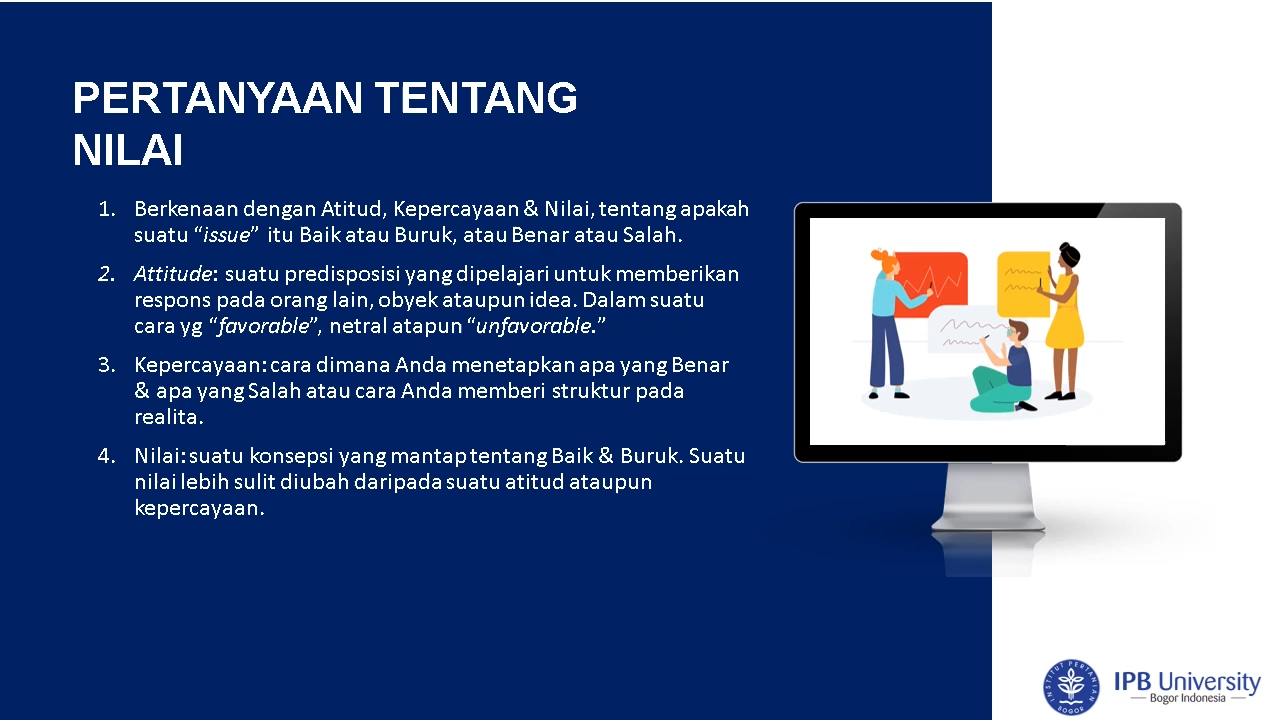 PERTANYAAN TENTANG
NILAI
1. Berkenaan dengan Atitud, Kepercayaan & Nilai, tentang apakah
suatu “issue” itu Baik atau Buruk, atau Benar atau Salah.
2. Attitude: suatu predisposisi yang dipelajari untuk memberikan
respons pada orang lain, obyek ataupun idea. Dalam suatu
cara yg “favorable”, netral atapun “unfavorable.”
3. Kepercayaan: cara dimana Anda menetapkan apa yang Benar
& apa yang Salah atau cara Anda memberi struktur pada
realita.
4. Nilai: suatu konsepsi yang mantap tentang Baik & Buruk. Suatu
nilai lebih sulit diubah daripada suatu atitud ataupun
kepercayaan.
INSTITUT PERTANIAN
BOGOR
IPB University
Bogor Indonesia